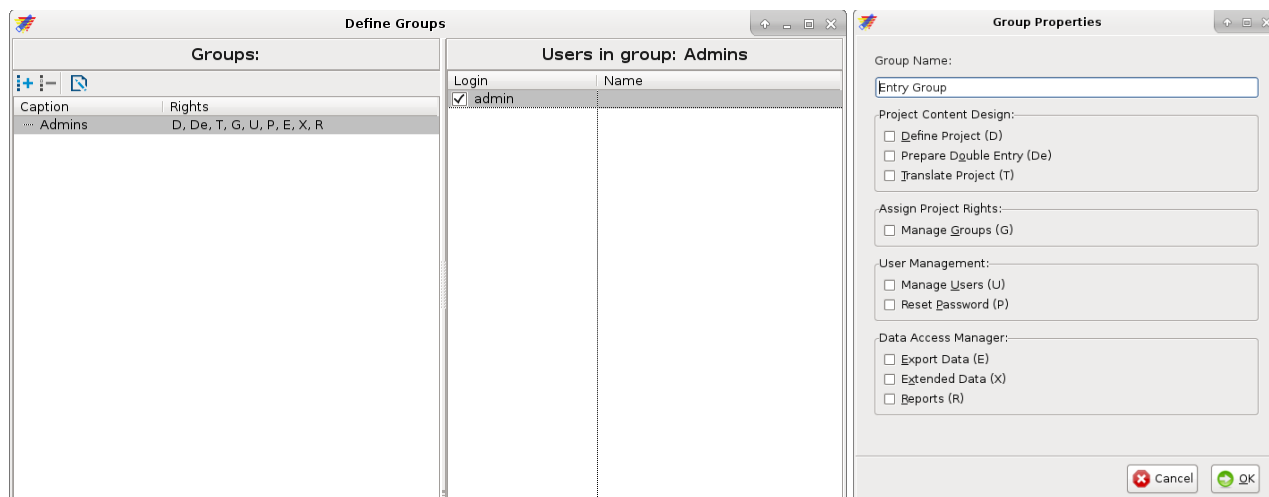 Define Groups
Groups:
Caption Rights
Admins D, De, T, G, U, P, E, X, R
Users in group: Admins
Login Name
admin
Group Properties
Group Name:
Entry Group
Project Content Design:
Define Project (D)
Prepare Double Entry (De)
Translate Project (T)
Assign Project Rights:
Manage Groups (G)
User Management:
Manage Users (U)
Reset Password (P)
Data Access Manager:
Export Data (E)
Extended Data (X)
Reports (R)
Cancel OK